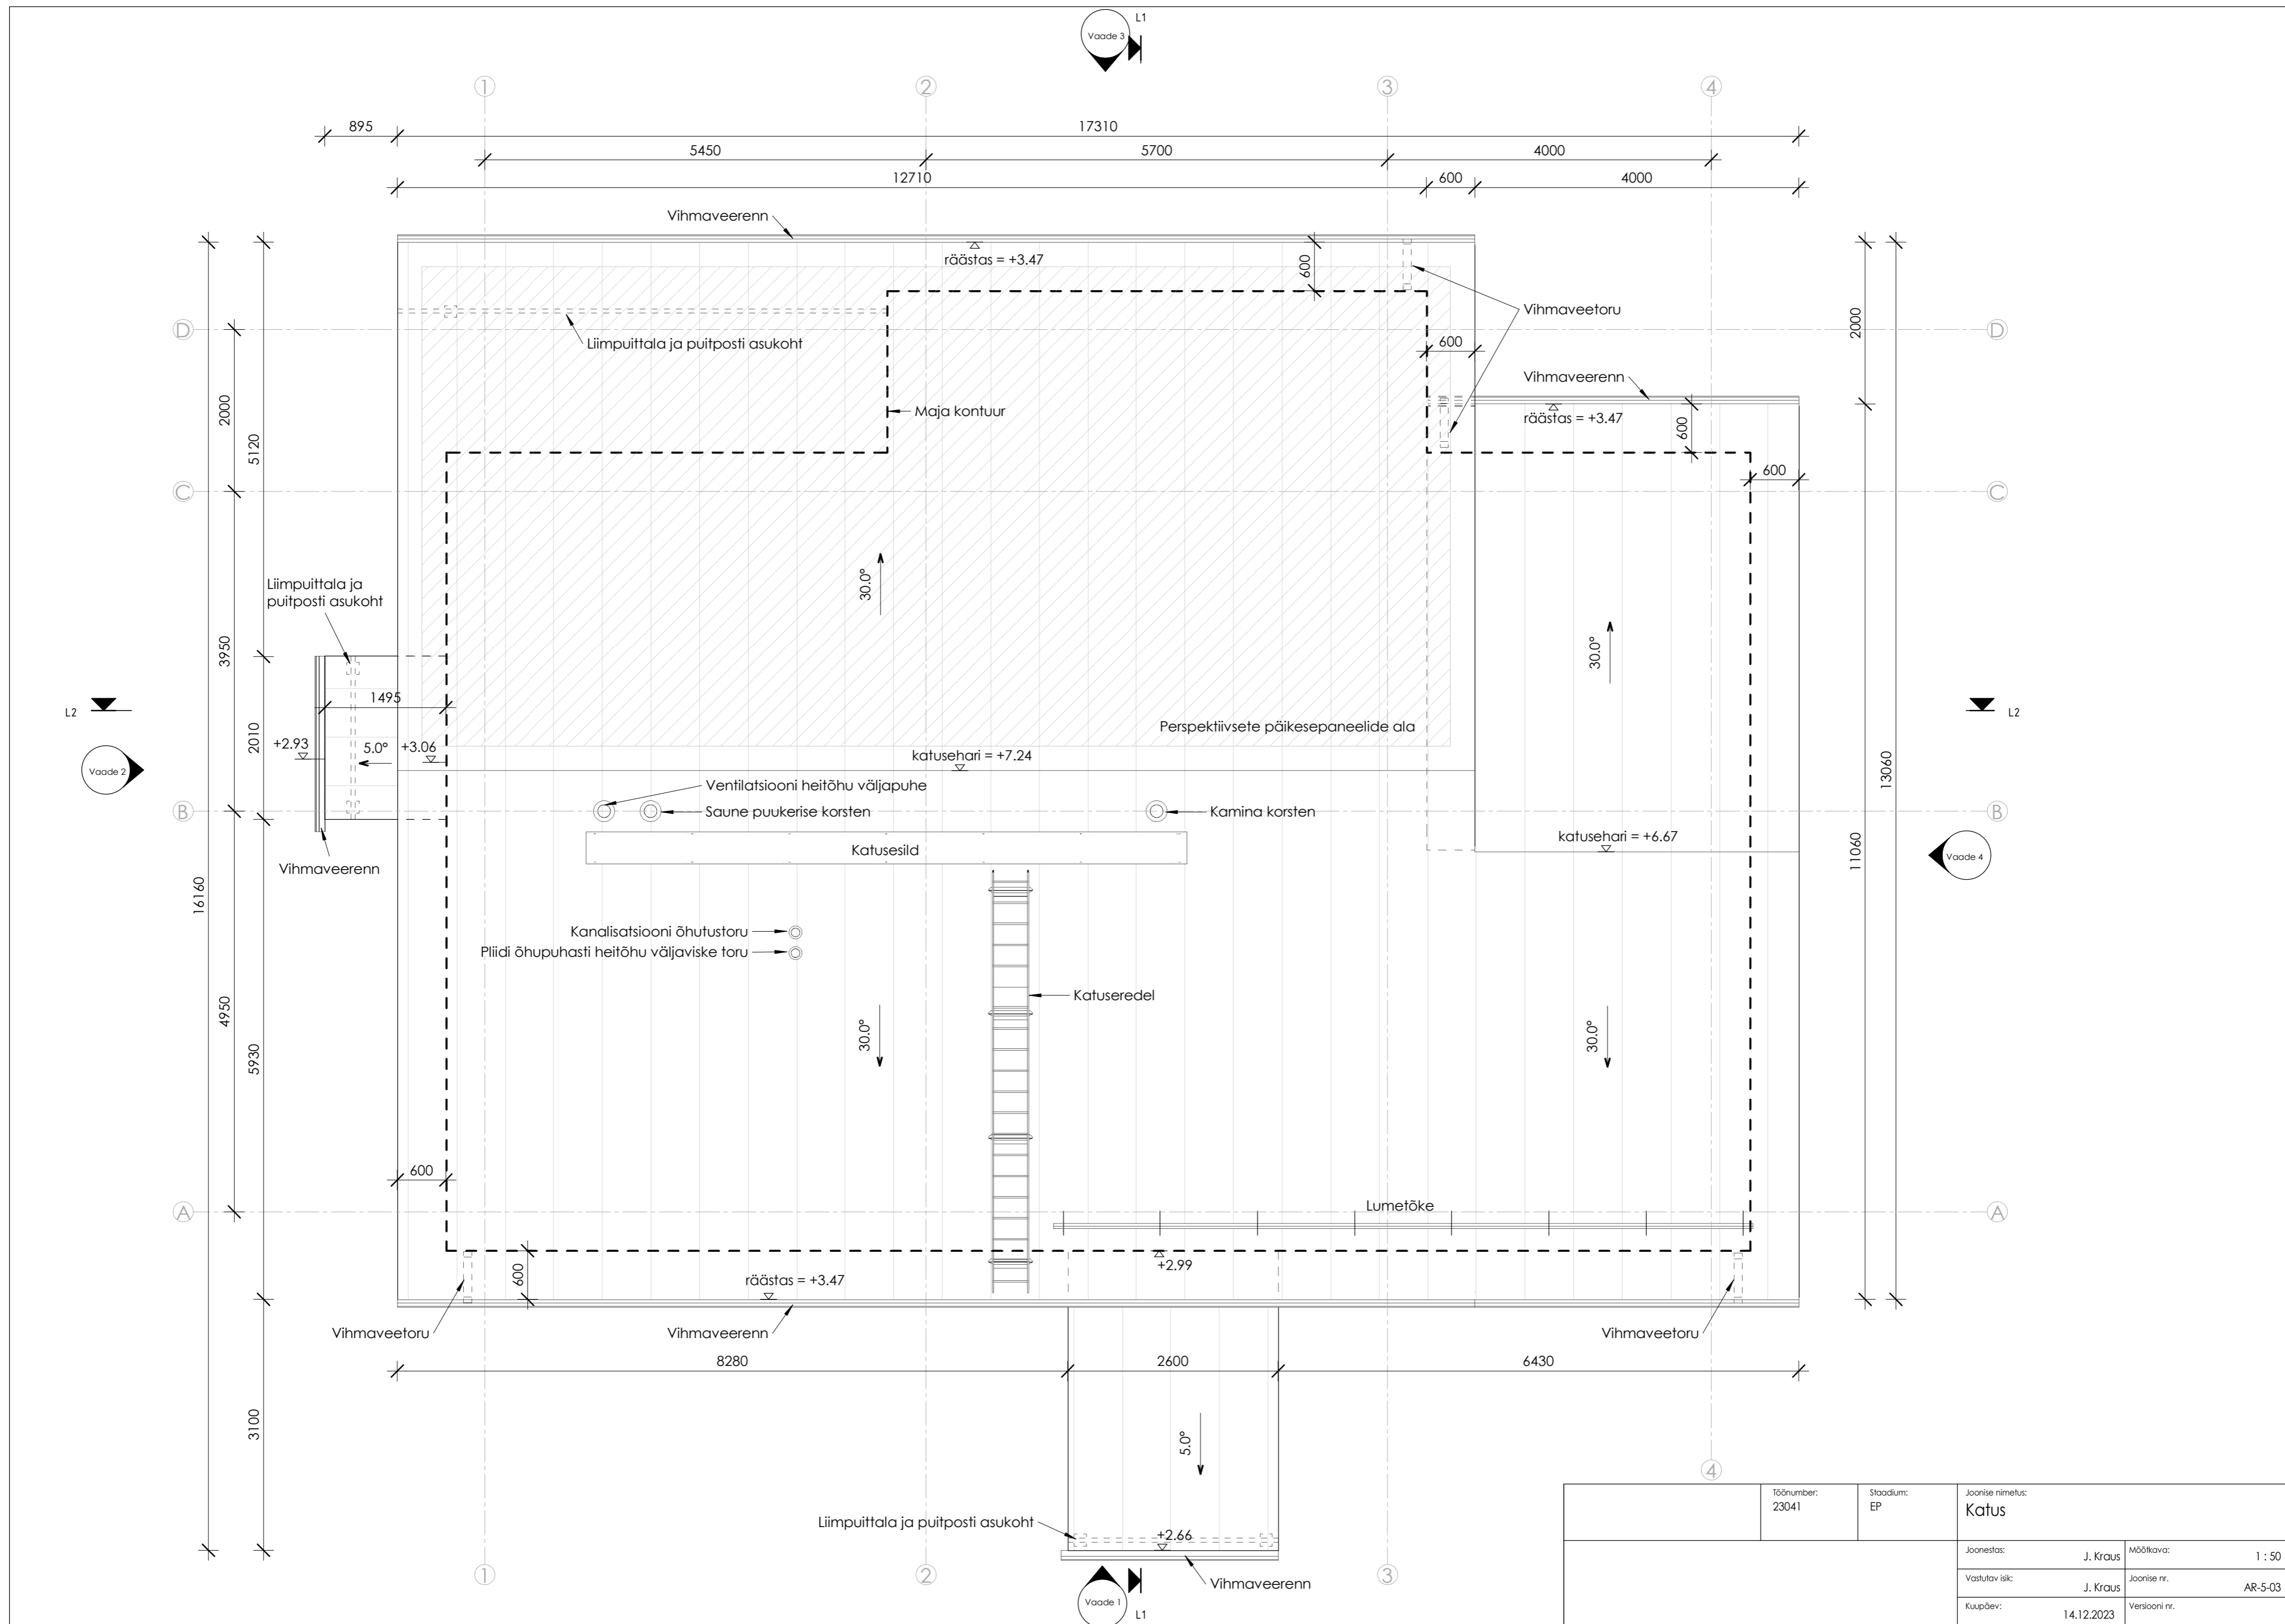 L1
Vaade 3
1
2
3
4
895
17310
5450
5700
4000
12710
600
4000
Vihmaveerenn
räästas = +3.47
600
D
Liimpuittala ja puitposti asukoht
Vihmaveetoru
2000
D
600
Vihmaveerenn
Maja kontuur
räästas = +3.47
600
2000
5120
600
C
C
30.0°
Liimpuittala ja
puitposti asukoht
3950
30.0°
1495
L2
L2
Perspektiivsete päikesepaneelide ala
2010
+2.93
5.0°
+3.06
katusehari = +7.24
Vaade 2
13060
Ventilatsiooni heitõhu väljapuhe
B
Saune puukerise korsten
Kamina korsten
B
katusehari = +6.67
Katusesild
Vaade 4
11060
Vihmaveerenn
16160
Kanalisatsiooni õhutustoru
Pliidi õhupuhasti heitõhu väljaviske toru
Katuseredel
4950
30.0°
30.0°
5930
600
Lumetõke
A
A
+2.99
600
räästas = +3.47
Vihmaveetoru
Vihmaveerenn
Vihmaveetoru
8280
2600
6430
3100
5.0°
4
Liimpuittala ja puitposti asukoht
+2.66
1
2
3
Vihmaveerenn
Vaade 1
L1
Töönumber:
23041
Staadium:
EP
Joonise nimetus:
Katus
Joonestas:
J. Kraus
Mõõtkava:
1 : 50
Vastutav isik:
J. Kraus
Joonise nr.
AR-5-03
Kuupäev:
14.12.2023
Versiooni nr.